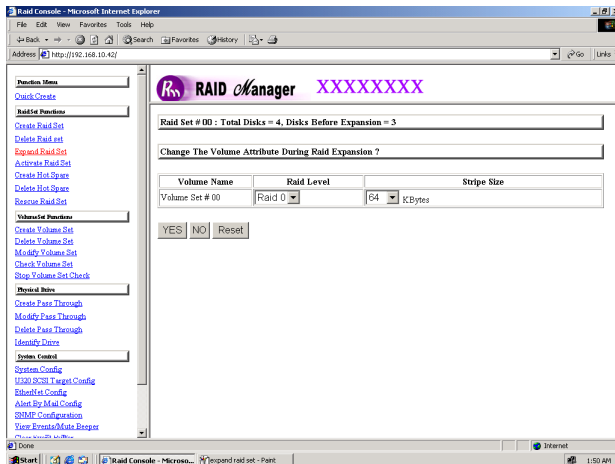 Raid Console - Microsoft Internet Explorer
File Edit View Favorites Tools Help
Back Search Favorites History
Address http://192.168.10.42/ Go Links
Function Menu
Quick Create
RaidSet Functions
Create Raid Set
Delete Raid set
Expand Raid Set
Activate Raid Set
Create Hot Spare
Delete Hot Spare
Rescue Raid Set
VolumeSet Functions
Create Volume Set
Delete Volume Set
Modify Volume Set
Check Volume Set
Stop Volume Set Check
Physical Drive
Create Pass Through
Modify Pass Through
Delete Pass Through
Identify Drive
System Control
System Config
U320 SCSI Target Config
EtherNet Config
Alert By Mail Config
SNMP Configuration
View Events/Mute Beeper
RAID Manager XXXXXXXX
Raid Set # 00 : Total Disks = 4, Disks Before Expansion = 3
Change The Volume Attribute During Raid Expansion ?
Volume Name Raid Level Stripe Size
Volume Set # 00 Raid 0 64 KBytes
YES NO Reset
Done Internet
Start Raid Console - Microso... expand raid set - Paint 1:50 AM